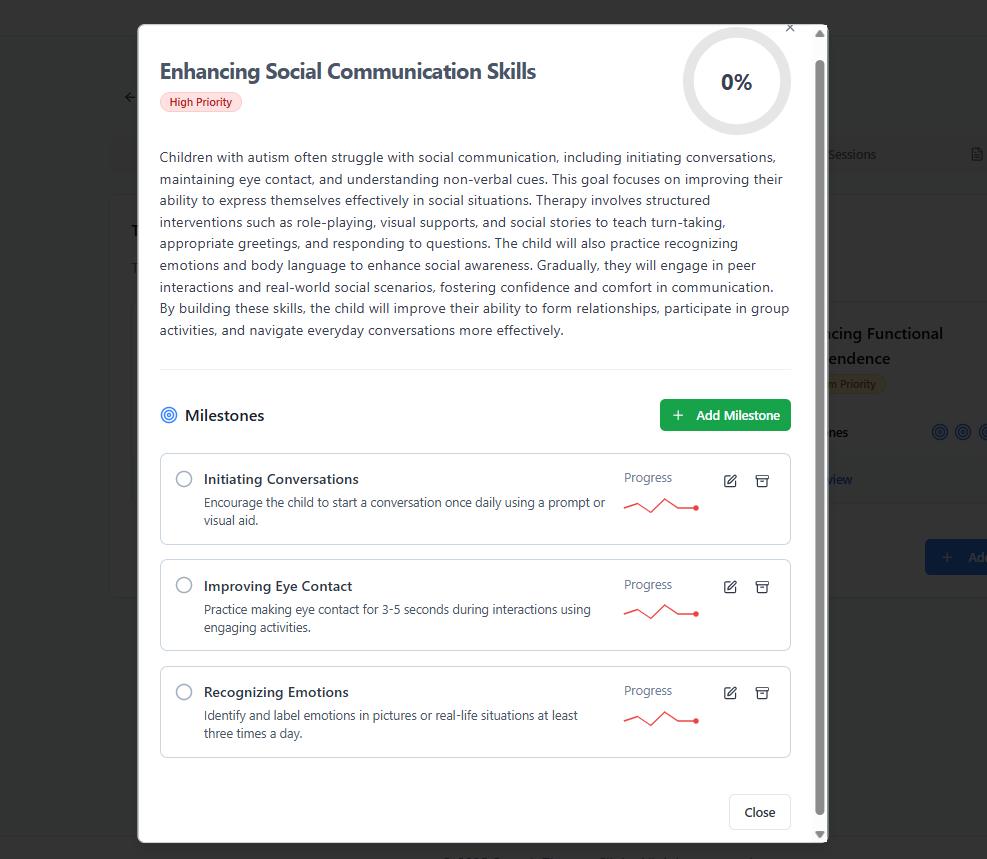 Enhancing Social Communication Skills
0%
High Priority
Children with autism often struggle with social communication, including initiating conversations,
maintaining eye contact, and understanding non-verbal cues. This goal focuses on improving their
ability to express themselves effectively in social situations. Therapy involves structured
interventions such as role-playing, visual supports, and social stories to teach turn-taking,
appropriate greetings, and responding to questions. The child will also practice recognizing
emotions and body language to enhance social awareness. Gradually, they will engage in peer
interactions and real-world social scenarios, fostering confidence and comfort in communication.
By building these skills, the child will improve their ability to form relationships, participate in group
activities, and navigate everyday conversations more effectively.
Milestones
+ Add Milestone
Initiating Conversations
Encourage the child to start a conversation once daily using a prompt or
visual aid.
Progress
Improving Eye Contact
Practice making eye contact for 3-5 seconds during interactions using
engaging activities.
Progress
Recognizing Emotions
Identify and label emotions in pictures or real-life situations at least
three times a day.
Progress
Close
Sessions
Functional
Priority